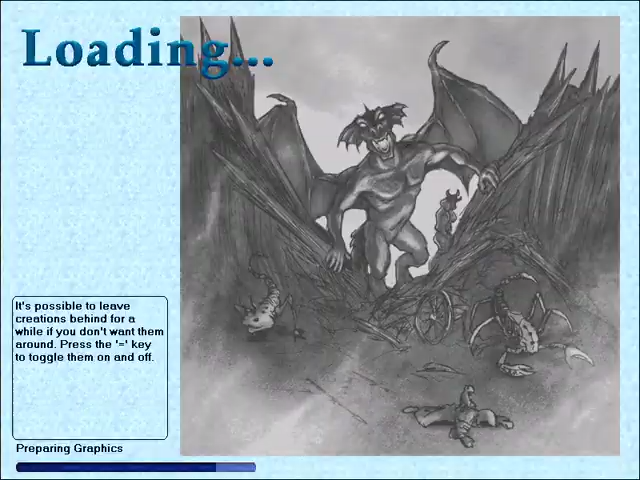 Loading...
It's possible to leave
creations behind for a
while if you don't want them
around. Press the '=' key
to toggle them on and off.
Preparing Graphics